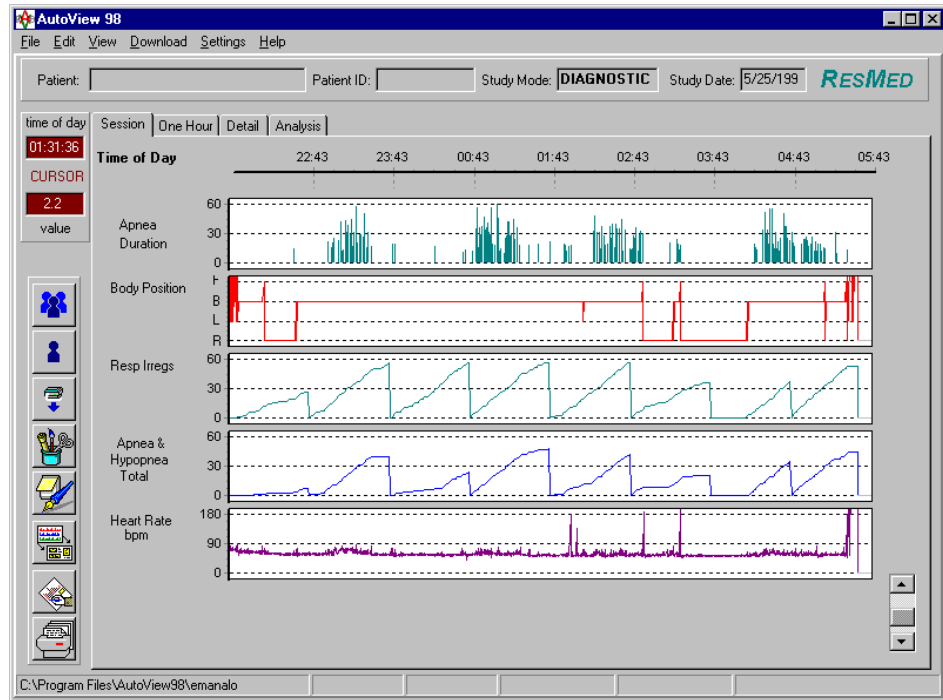 AutoView 98
File Edit View Download Settings Help
Patient: Patient ID: Study Mode: DIAGNOSTIC Study Date: 5/25/199 RESMED
time of day
01:31:36
CURSOR
2.2
value
Session One Hour Detail Analysis
Time of Day 22:43 23:43 00:43 01:43 02:43 03:43 04:43 05:43
Apnea
Duration
60
30
0
Body Position
F
B
L
R
Resp Irregs
60
30
0
Apnea &
Hypopnea
Total
60
30
0
Heart Rate
bpm
180
90
0
C:\Program Files\AutoView98\emanalo